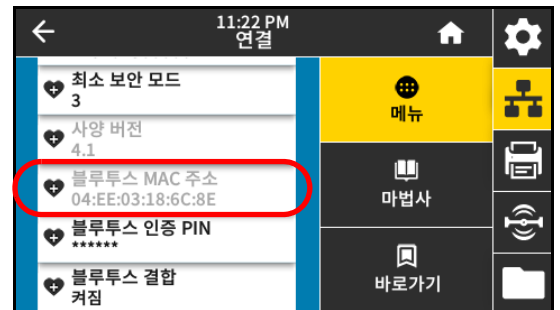 11:22 PM
연결
최소 보안 모드
3
사양 버전
4.1
블루투스 MAC 주소
04:EE:03:18:6C:8E
블루투스 인증 PIN
******
블루투스 결합
켜짐
메뉴
마법사
바로가기